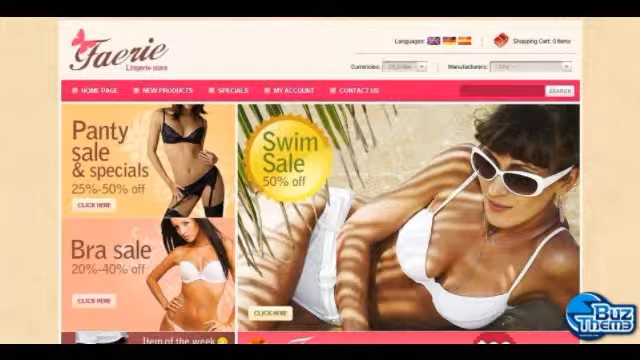 Faerie
Lingerie store
Languages:
Shopping Cart: 0 items
Currencies:
Manufacturers:
HOME PAGE
NEW PRODUCTS
SPECIALS
MY ACCOUNT
CONTACT US
SEARCH
Panty
sale
& specials
25%-50% off
CLICK HERE
Swim
Sale
50% off
Bra sale
20%-40% off
CLICK HERE
CLICK HERE
Item of the week
Buz
Them3